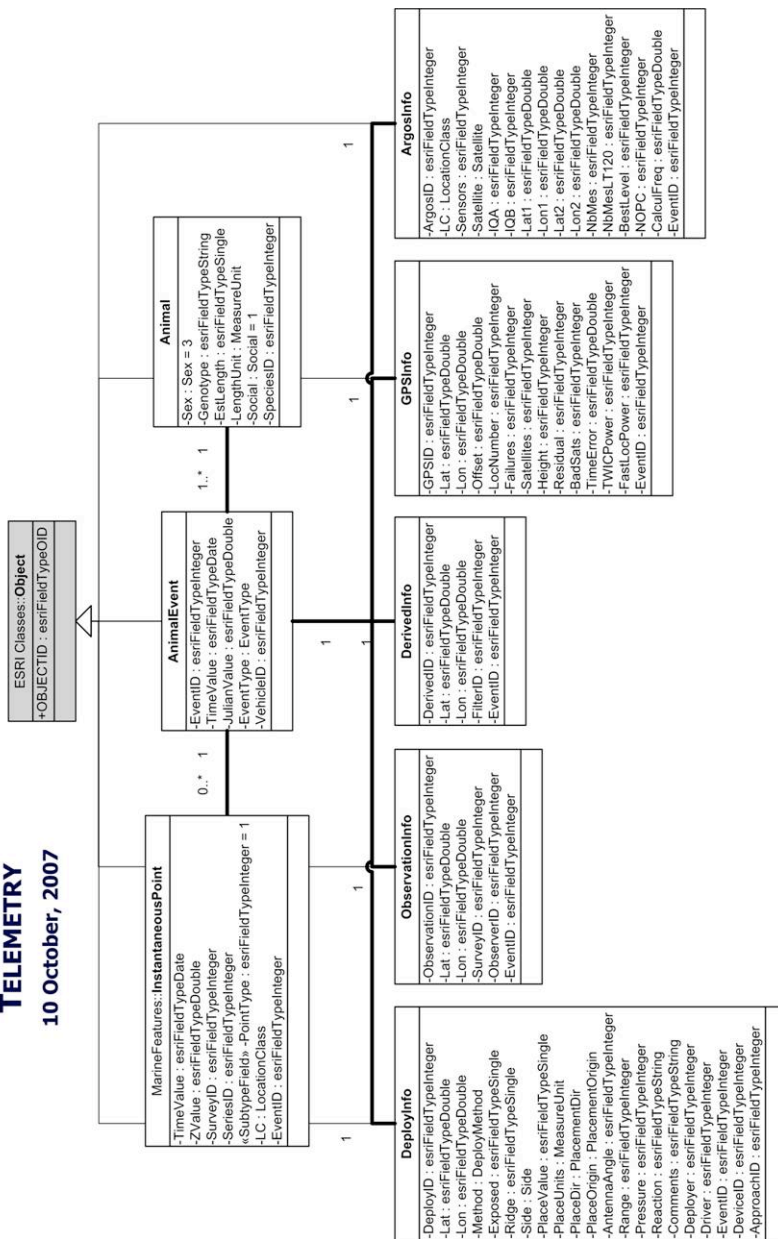 TELEMETRY
10 October, 2007
ESRI Classes::Object
+OBJECTID : esriFieldTypeOID
MarineFeatures::InstantaneousPoint
-TimeValue : esriFieldTypeDate
-ZValue : esriFieldTypeDouble
-SurveyID : esriFieldTypeInteger
-SeriesID : esriFieldTypeInteger
«SubtypeField» -PointType : esriFieldTypeInteger = 1
-LC : LocationClass
-EventID : esriFieldTypeInteger
0..*
1
AnimalEvent
-EventID : esriFieldTypeInteger
-TimeValue : esriFieldTypeDate
-JulianValue : esriFieldTypeDouble
-EventType : EventType
-VehicleID : esriFieldTypeInteger
1..*
1
Animal
-Sex : Sex = 3
-Genotype : esriFieldTypeString
-EstLength : esriFieldTypeSingle
-LengthUnit : MeasureUnit
-Social : Social = 1
-SpeciesID : esriFieldTypeInteger
1
1
1
1
1
1
DeployInfo
-DeployID : esriFieldTypeInteger
-Lat : esriFieldTypeDouble
-Lon : esriFieldTypeDouble
-Method : DeployMethod
-Exposed : esriFieldTypeSingle
-Ridge : esriFieldTypeSingle
-Side : Side
-PlaceValue : esriFieldTypeSingle
-PlaceUnits : MeasureUnit
-PlaceDir : PlacementDir
-PlaceOrigin : PlacementOrigin
-AntennaAngle : esriFieldTypeInteger
-Range : esriFieldTypeInteger
-Pressure : esriFieldTypeInteger
-Reaction : esriFieldTypeString
-Comments : esriFieldTypeString
-Deployer : esriFieldTypeInteger
-Driver : esriFieldTypeInteger
-EventID : esriFieldTypeInteger
-DeviceID : esriFieldTypeInteger
-ApproachID : esriFieldTypeInteger
ObservationInfo
-ObservationID : esriFieldTypeInteger
-Lat : esriFieldTypeDouble
-Lon : esriFieldTypeDouble
-SurveyID : esriFieldTypeInteger
-ObserverID : esriFieldTypeInteger
-EventID : esriFieldTypeInteger
DerivedInfo
-DerivedID : esriFieldTypeInteger
-Lat : esriFieldTypeDouble
-Lon : esriFieldTypeDouble
-FilterID : esriFieldTypeInteger
-EventID : esriFieldTypeInteger
GPSInfo
-GPSID : esriFieldTypeInteger
-Lat : esriFieldTypeDouble
-Lon : esriFieldTypeDouble
-Offset : esriFieldTypeDouble
-LocNumber : esriFieldTypeInteger
-Failures : esriFieldTypeInteger
-Satellites : esriFieldTypeInteger
-Height : esriFieldTypeInteger
-Residual : esriFieldTypeInteger
-BadSats : esriFieldTypeInteger
-TimeError : esriFieldTypeDouble
-TWICPower : esriFieldTypeInteger
-FastLocPower : esriFieldTypeInteger
-EventID : esriFieldTypeInteger
ArgosInfo
-ArgosID : esriFieldTypeInteger
-LC : LocationClass
-Sensors : esriFieldTypeInteger
-Satellite : Satellite
-IQA : esriFieldTypeInteger
-IQB : esriFieldTypeInteger
-Lat1 : esriFieldTypeDouble
-Lon1 : esriFieldTypeDouble
-Lat2 : esriFieldTypeDouble
-Lon2 : esriFieldTypeDouble
-NbMes : esriFieldTypeInteger
-NbMesLT120 : esriFieldTypeInteger
-BestLevel : esriFieldTypeInteger
-NOPC : esriFieldTypeInteger
-CalculFreq : esriFieldTypeDouble
-EventID : esriFieldTypeInteger